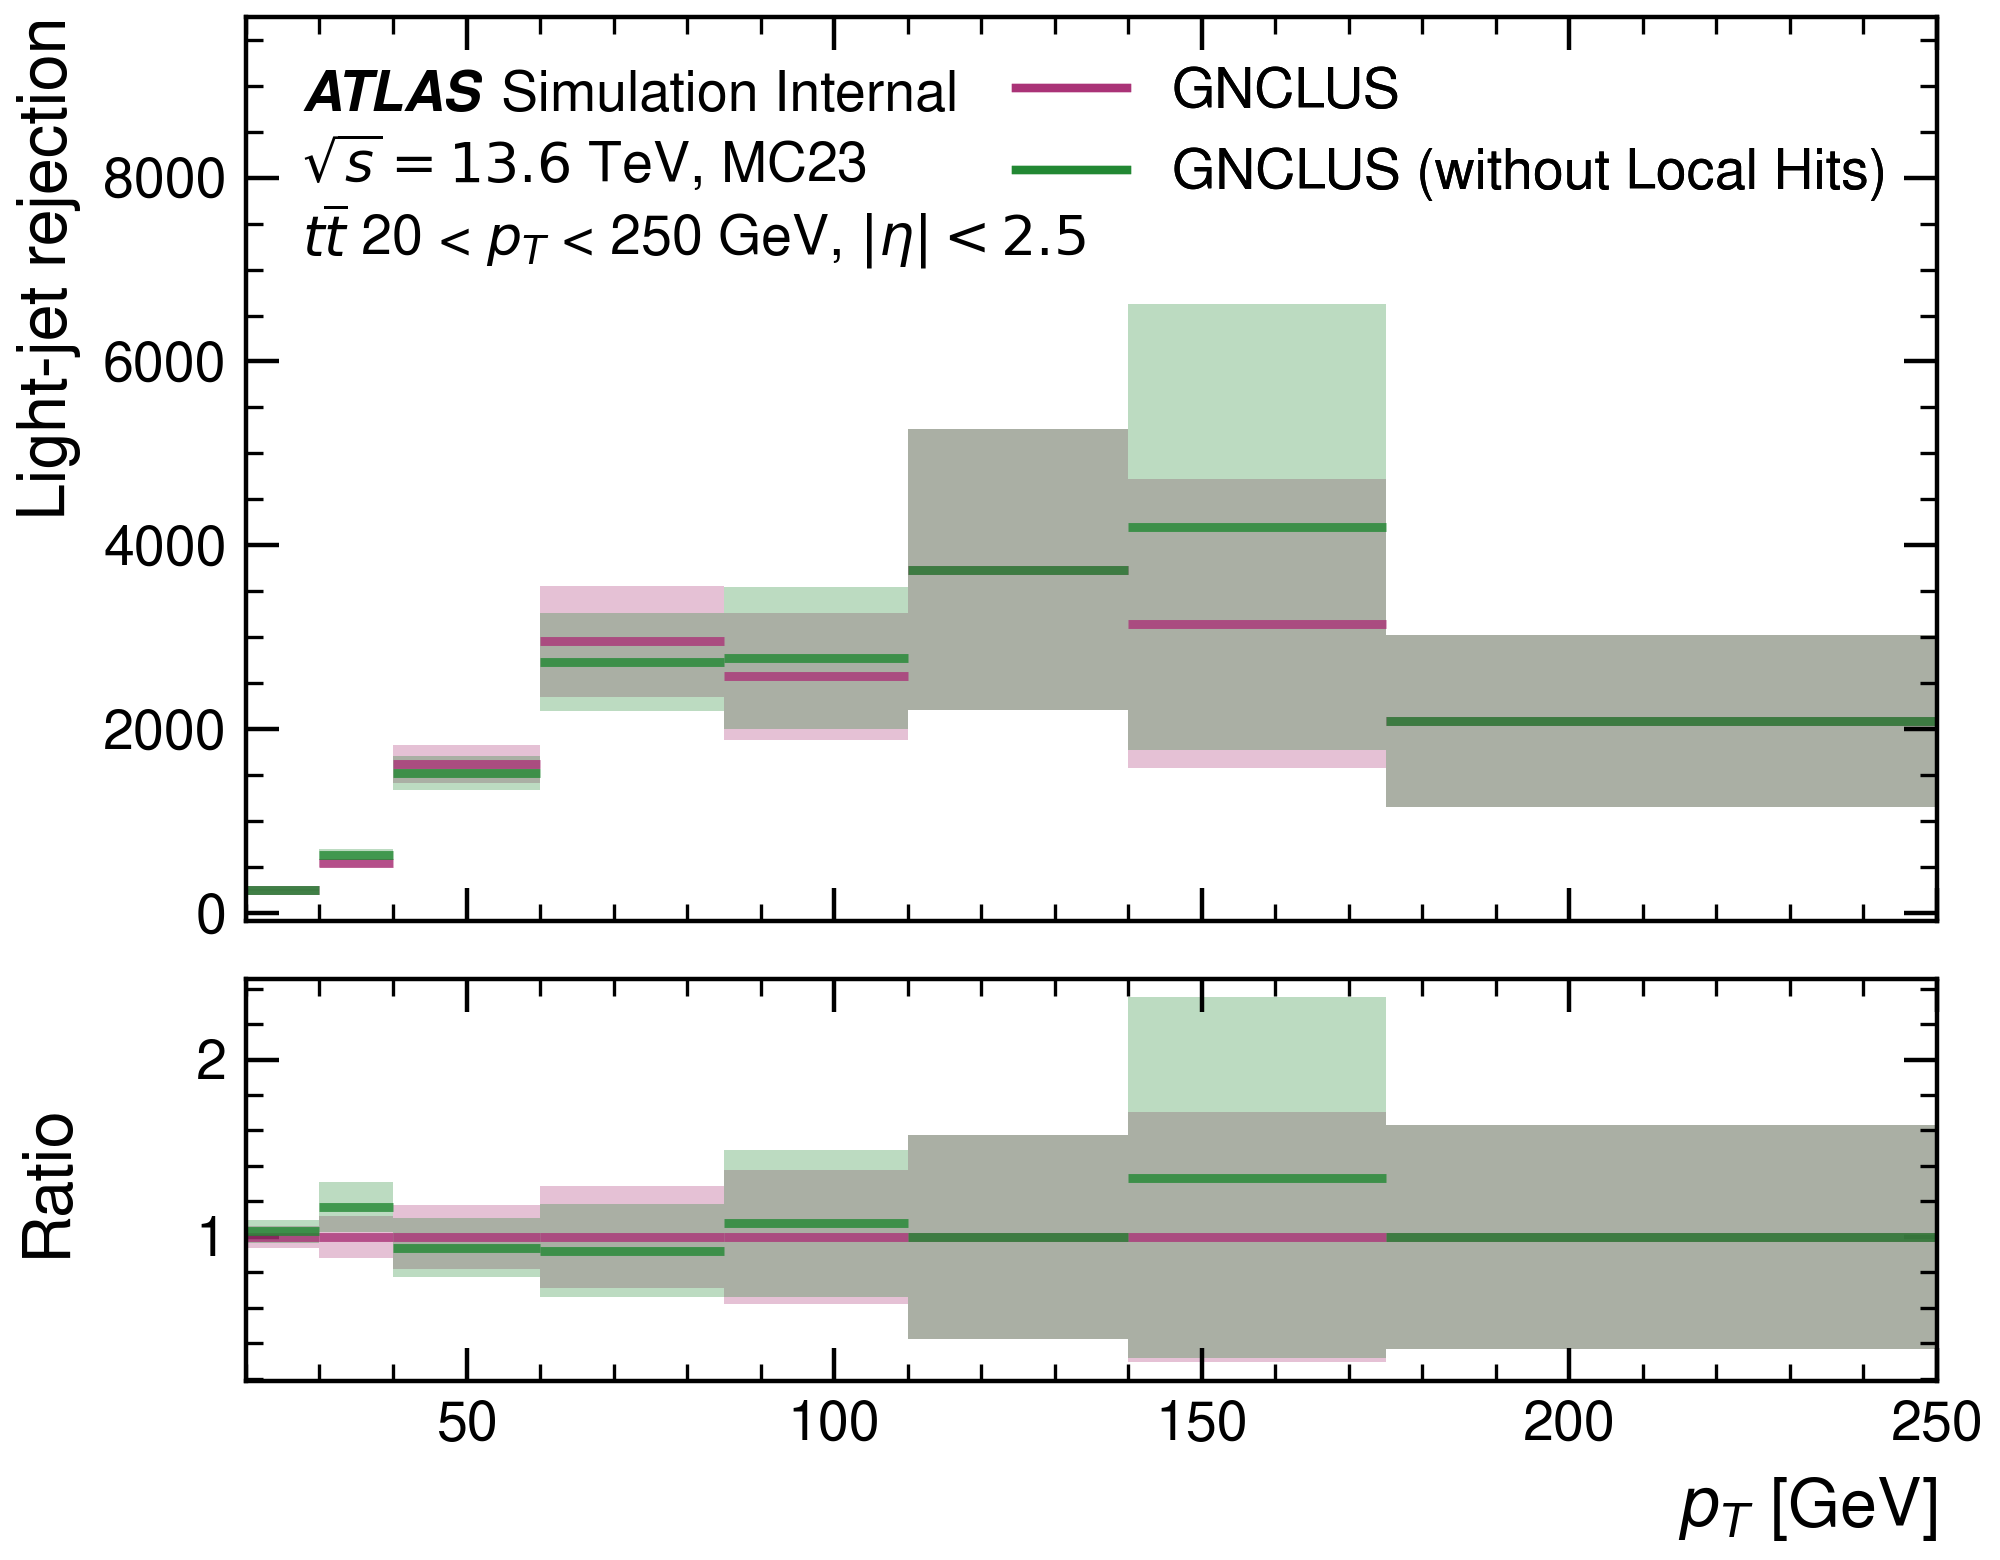 Light-jet rejection
ATLAS Simulation Internal
√s = 13.6 TeV, MC23
tt̅ 20 < p_T < 250 GeV, |η| < 2.5
GNCLUS
GNCLUS (without Local Hits)
8000
6000
4000
2000
0
Ratio
2
1
50 100 150 200 250
p_T [GeV]